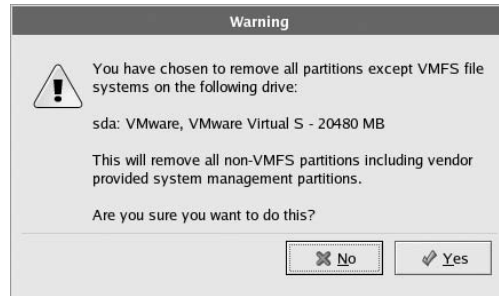 Warning
You have chosen to remove all partitions except VMFS file
systems on the following drive:
sda: VMware, VMware Virtual S - 20480 MB
This will remove all non-VMFS partitions including vendor
provided system management partitions.
Are you sure you want to do this?
No
Yes